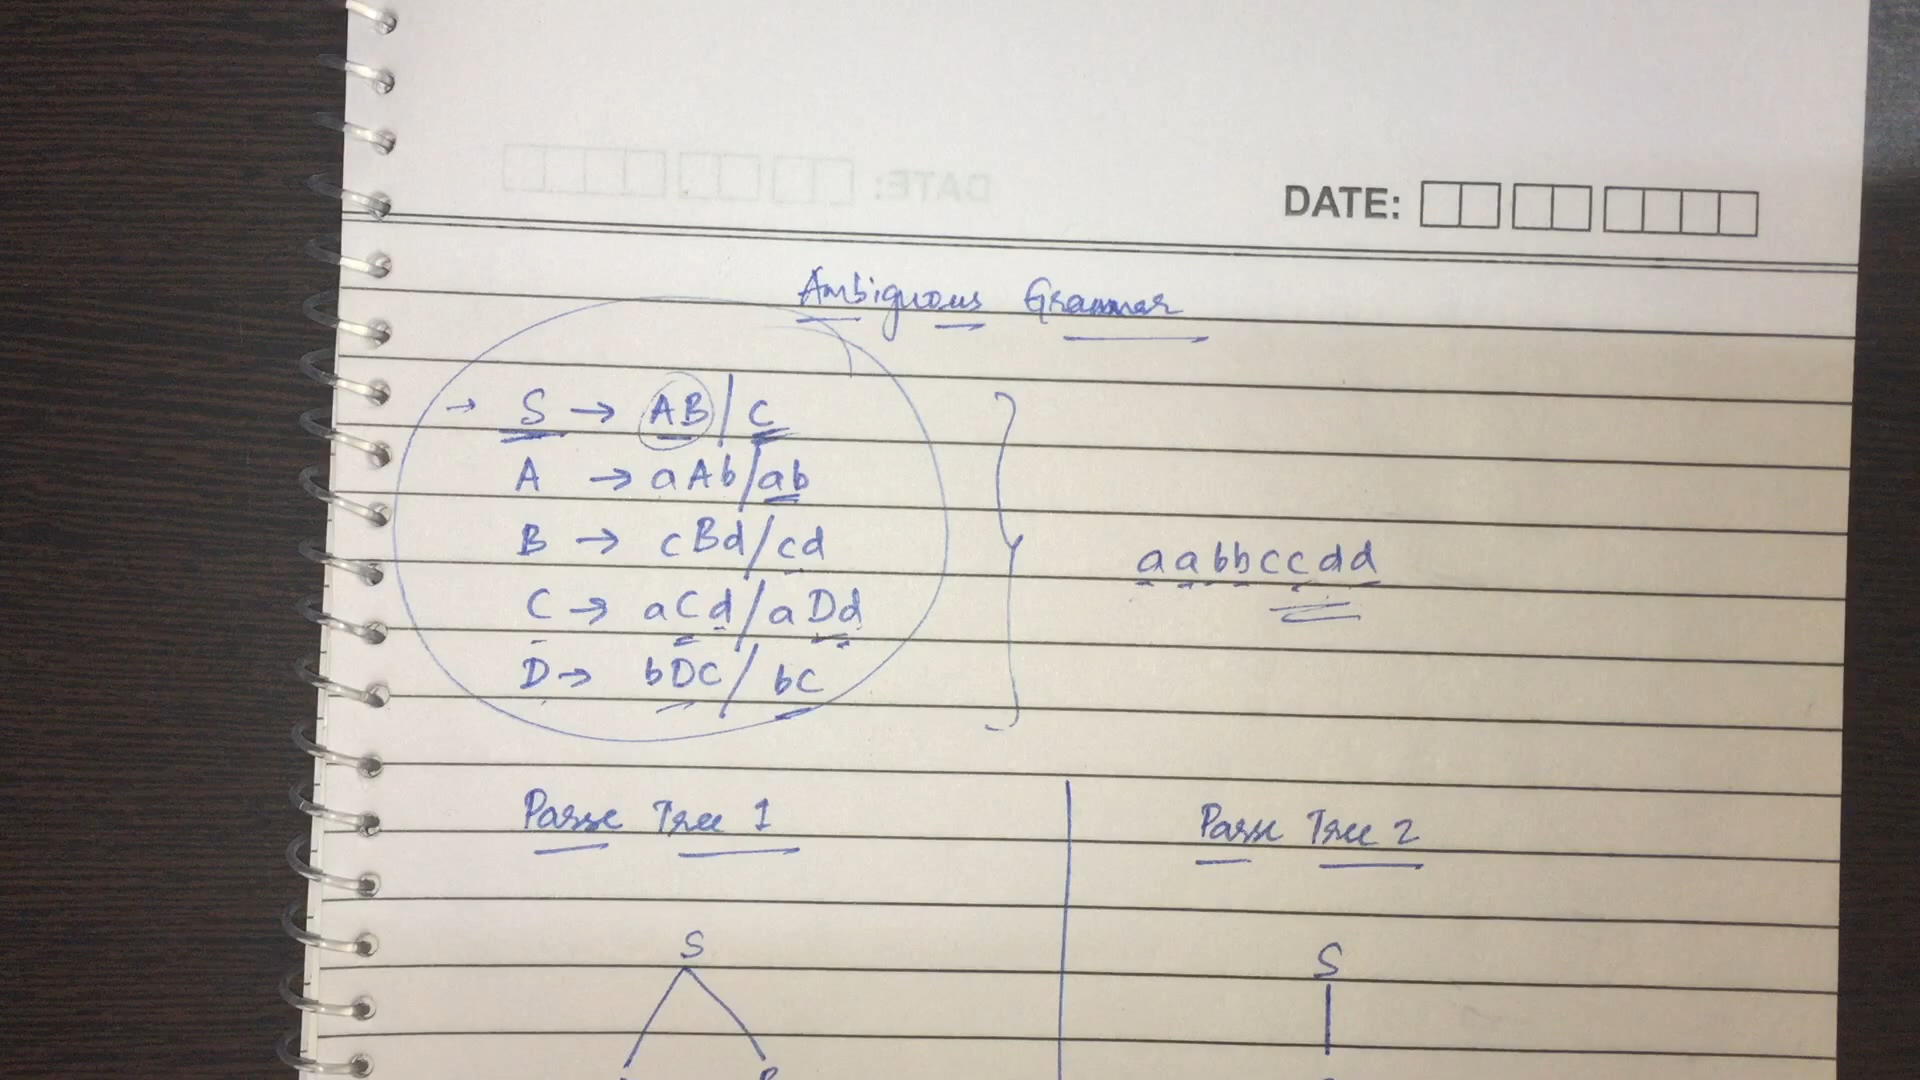 DATE:
Ambiguous Grammar
→ S → AB / C
A → aAb / ab
B → cBd / cd
aabbccdd
C → aCd / aDd
D → bDC / bC
Parse Tree 1
Parse Tree 2
S
S